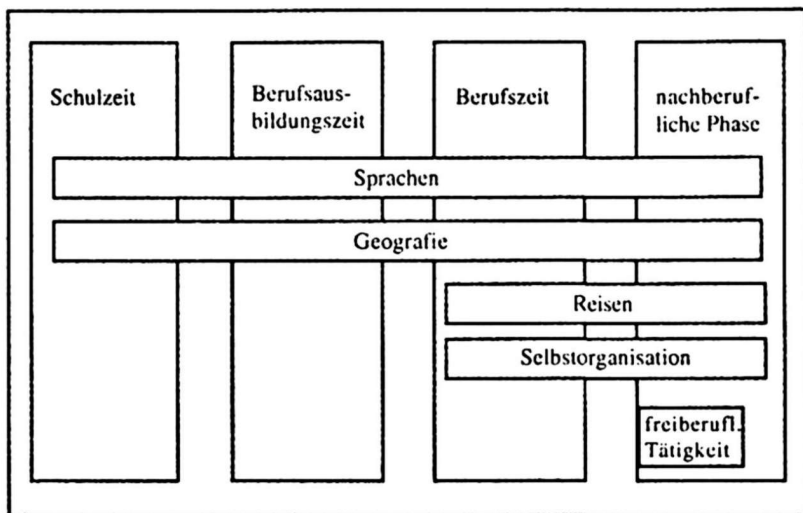 Schulzeit
Berufsaus-
bildungszeit
Berufszeit
nachberuf-
liche Phase
Sprachen
Geografie
Reisen
Selbstorganisation
freiberufl.
Tätigkeit